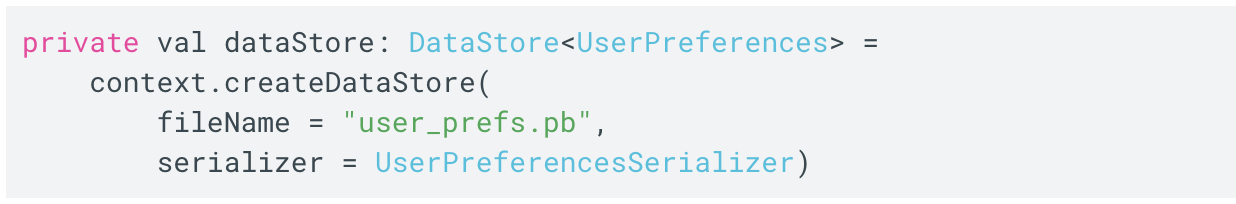 private val dataStore: DataStore<UserPreferences> =
    context.createDataStore(
        fileName = "user_prefs.pb",
        serializer = UserPreferencesSerializer)